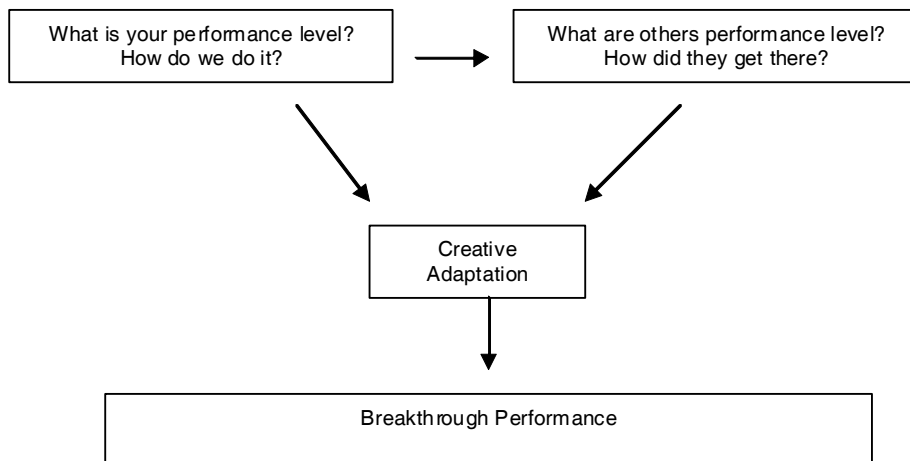 What is your performance level?
How do we do it?
What are others performance level?
How did they get there?
Creative
Adaptation
Breakthrough Performance